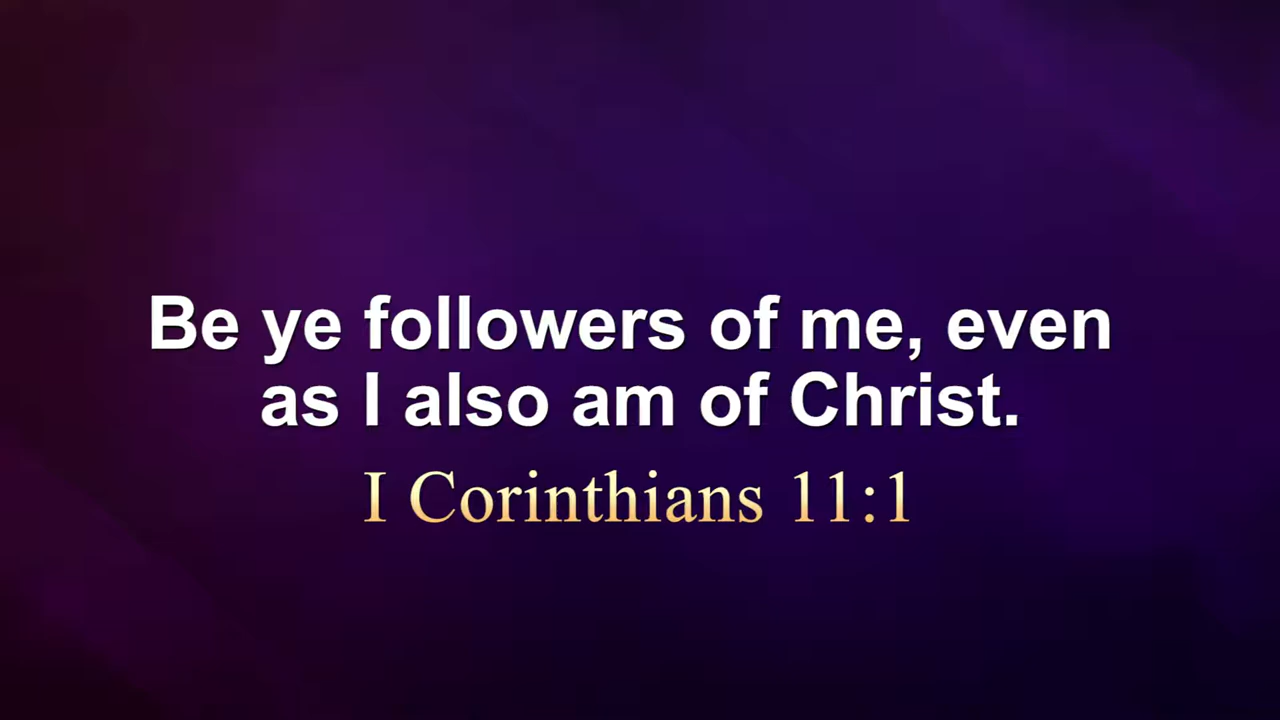 Be ye followers of me, even
as I also am of Christ.
I Corinthians 11:1